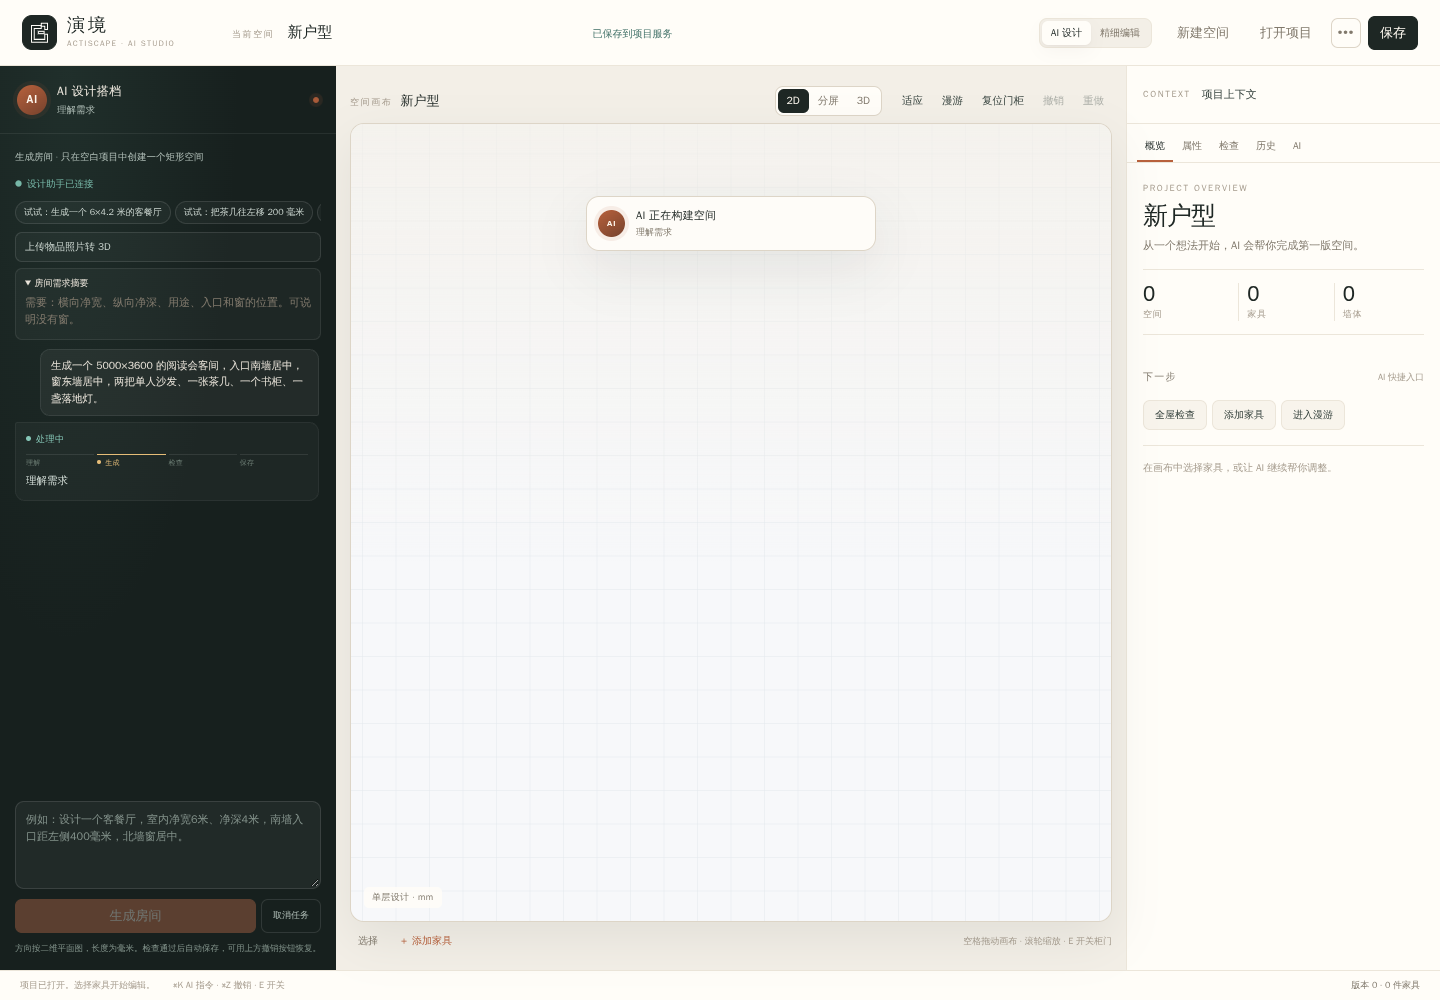 演境
ACTISCAPE · AI STUDIO
当前空间 新户型
已保存到项目服务
AI 设计 精细编辑 新建空间 打开项目 ••• 保存
AI
AI 设计搭档
理解需求
生成房间 · 只在空白项目中创建一个矩形空间
设计助手已连接
试试：生成一个 6×4.2 米的客餐厅 试试：把茶几往左移 200 毫米
上传物品照片转 3D
▼ 房间需求摘要
需要：横向净宽、纵向净深、用途、入口和窗的位置。可说
明没有窗。
生成一个 5000×3600 的阅读会客间，入口南墙居中，
窗东墙居中，两把单人沙发、一张茶几、一个书柜、一
盏落地灯。
处理中
理解 生成 检查 保存
理解需求
例如：设计一个客餐厅，室内净宽6米、净深4米，南墙入
口距左侧400毫米，北墙窗居中。
生成房间 取消任务
方向按二维平面图，长度为毫米。检查通过后自动保存，可用上方撤销按钮恢复。
空间画布 新户型
2D 分屏 3D 适应 漫游 复位门柜 撤销 重做
AI
AI 正在构建空间
理解需求
单层设计 · mm
选择 + 添加家具
空格拖动画布 · 滚轮缩放 · E 开关柜门
CONTEXT 项目上下文
概览 属性 检查 历史 AI
PROJECT OVERVIEW
新户型
从一个想法开始，AI 会帮你完成第一版空间。
0 0 0
空间 家具 墙体
下一步 AI 快捷入口
全屋检查 添加家具 进入漫游
在画布中选择家具，或让 AI 继续帮你调整。
项目已打开。选择家具开始编辑。 ⌘K AI 指令 · ⌘Z 撤销 · E 开关
版本 0 · 0 件家具